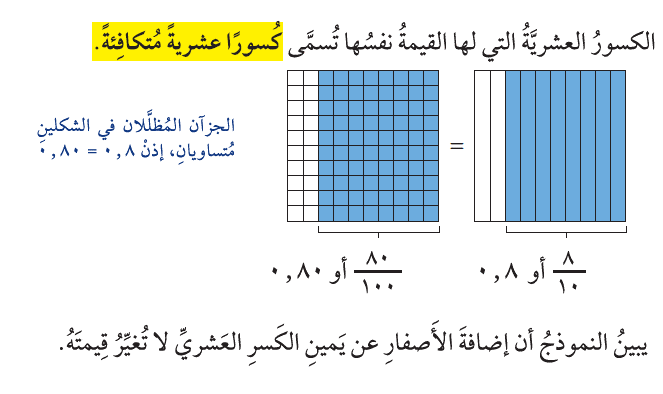 الكسورُ العشريَّةُ التي لها القيمةُ نفسُها تُسمَّى كُسورًا عشريةً مُتكافِئةً.
الجزآن المُظلَّلان في الشكلينِ
مُتساويانِ، إذنْ ٠,٨ = ٠,٨٠
=
٨/١٠ أو ٠,٨
٨٠/١٠٠ أو ٠,٨٠
يبينُ النموذجُ أن إضافةَ الأَصفارِ عن يَمينِ الكَسرِ العَشريِّ لا تُغيِّرُ قِيمتَهُ.